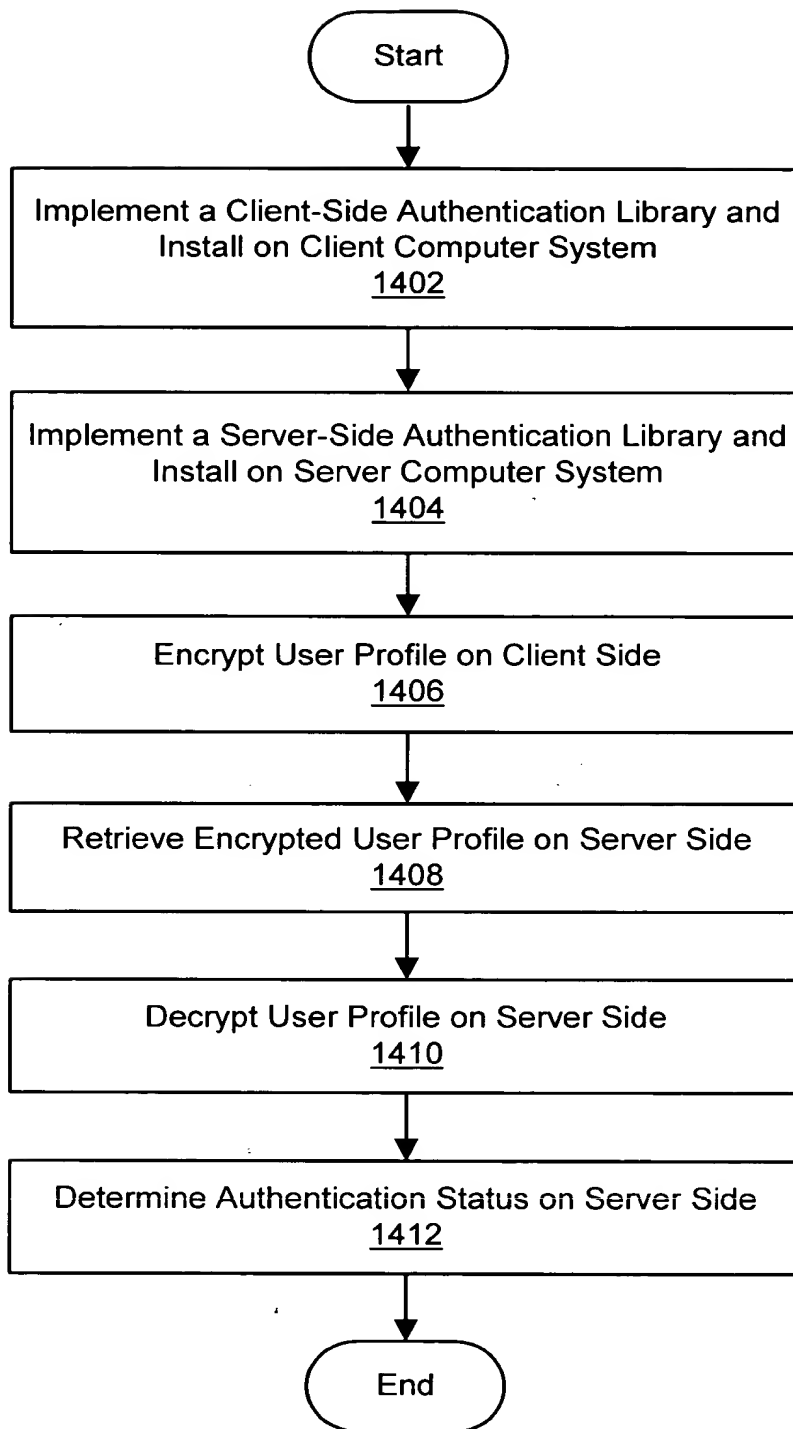 Start
Implement a Client-Side Authentication Library and
Install on Client Computer System
1402
Implement a Server-Side Authentication Library and
Install on Server Computer System
1404
Encrypt User Profile on Client Side
1406
Retrieve Encrypted User Profile on Server Side
1408
Decrypt User Profile on Server Side
1410
Determine Authentication Status on Server Side
1412
End